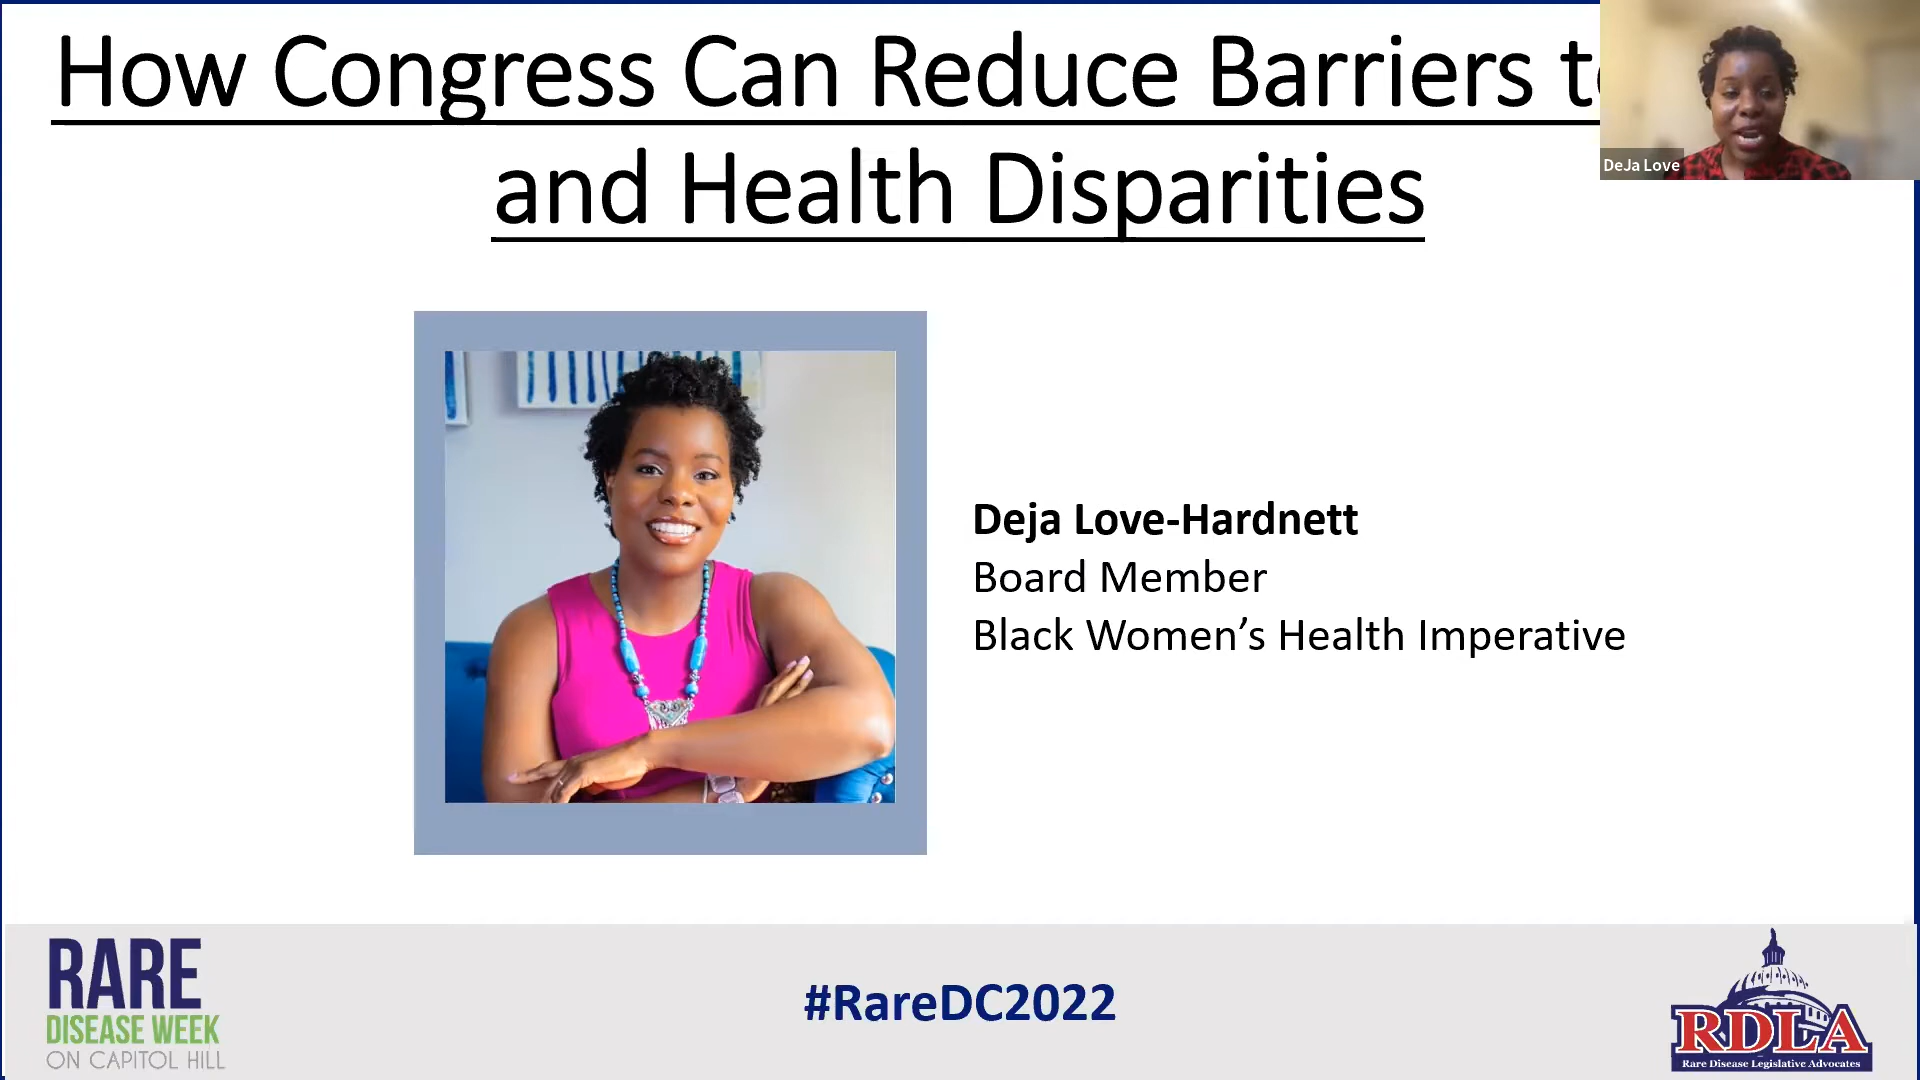 How Congress Can Reduce Barriers
and Health Disparities
DeJa Love
Deja Love-Hardnett
Board Member
Black Women's Health Imperative
RARE
DISEASE WEEK
ON CAPITOL HILL
#RareDC2022
RDLA
Rare Disease Legislative Advocates